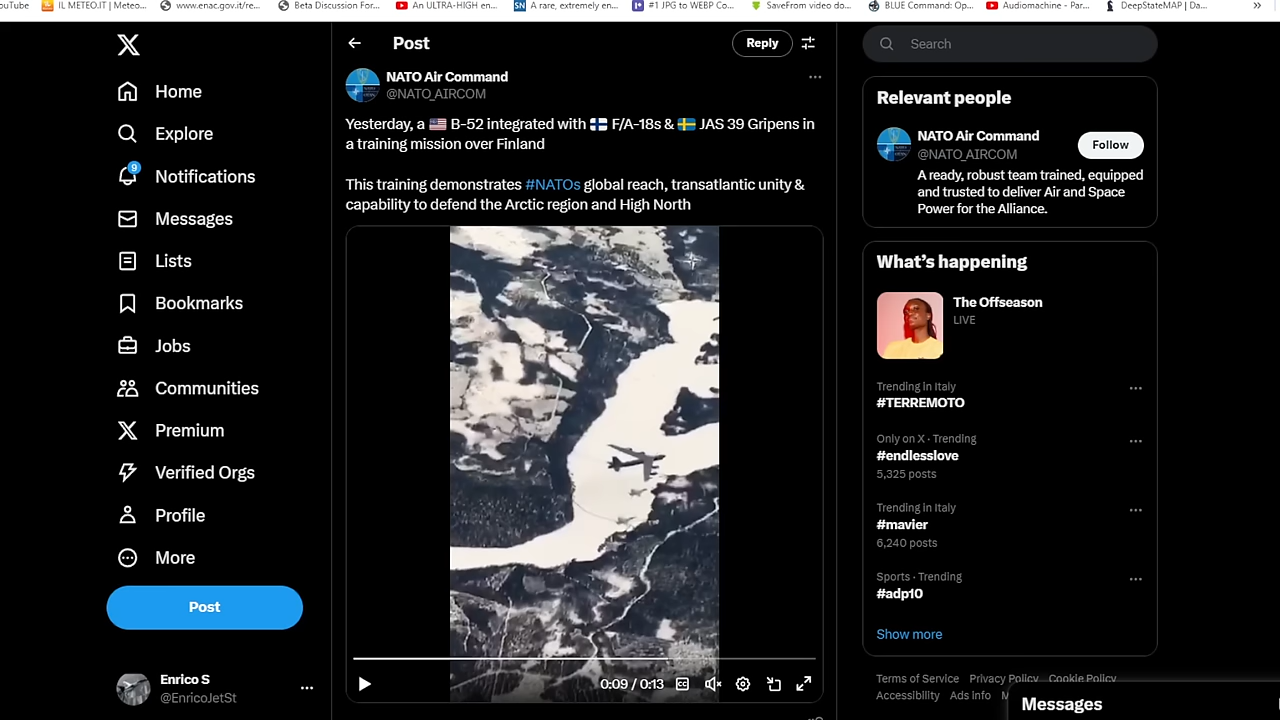 ouTube
IL METEO.IT | Meteo...
www.enac.gov.it/re...
Beta Discussion For...
An ULTRA-HIGH en...
SN A rare, extremely en...
#1 JPG to WEBP Co...
SaveFrom video do...
BLUE Command: Op...
Audiomachine - Par...
DeepStateMAP | Da...
»
Home
Explore
9
Notifications
Messages
Lists
Bookmarks
Jobs
Communities
Premium
Verified Orgs
Profile
More
Post
Enrico S
@EnricoJetSt
Post
Reply
NATO Air Command
@NATO_AIRCOM
Yesterday, a 🇺🇸 B-52 integrated with 🇫🇮 F/A-18s & 🇸🇪 JAS 39 Gripens in
a training mission over Finland
This training demonstrates #NATOs global reach, transatlantic unity &
capability to defend the Arctic region and High North
0:09 / 0:13
Search
Relevant people
NATO Air Command
@NATO_AIRCOM
Follow
A ready, robust team trained, equipped
and trusted to deliver Air and Space
Power for the Alliance.
What's happening
The Offseason
LIVE
Trending in Italy
#TERREMOTO
Only on X · Trending
#endlesslove
5,325 posts
Trending in Italy
#mavier
6,240 posts
Sports · Trending
#adp10
Show more
Terms of Service Privacy Policy Cookie Policy
Accessibility Ads info M
Messages